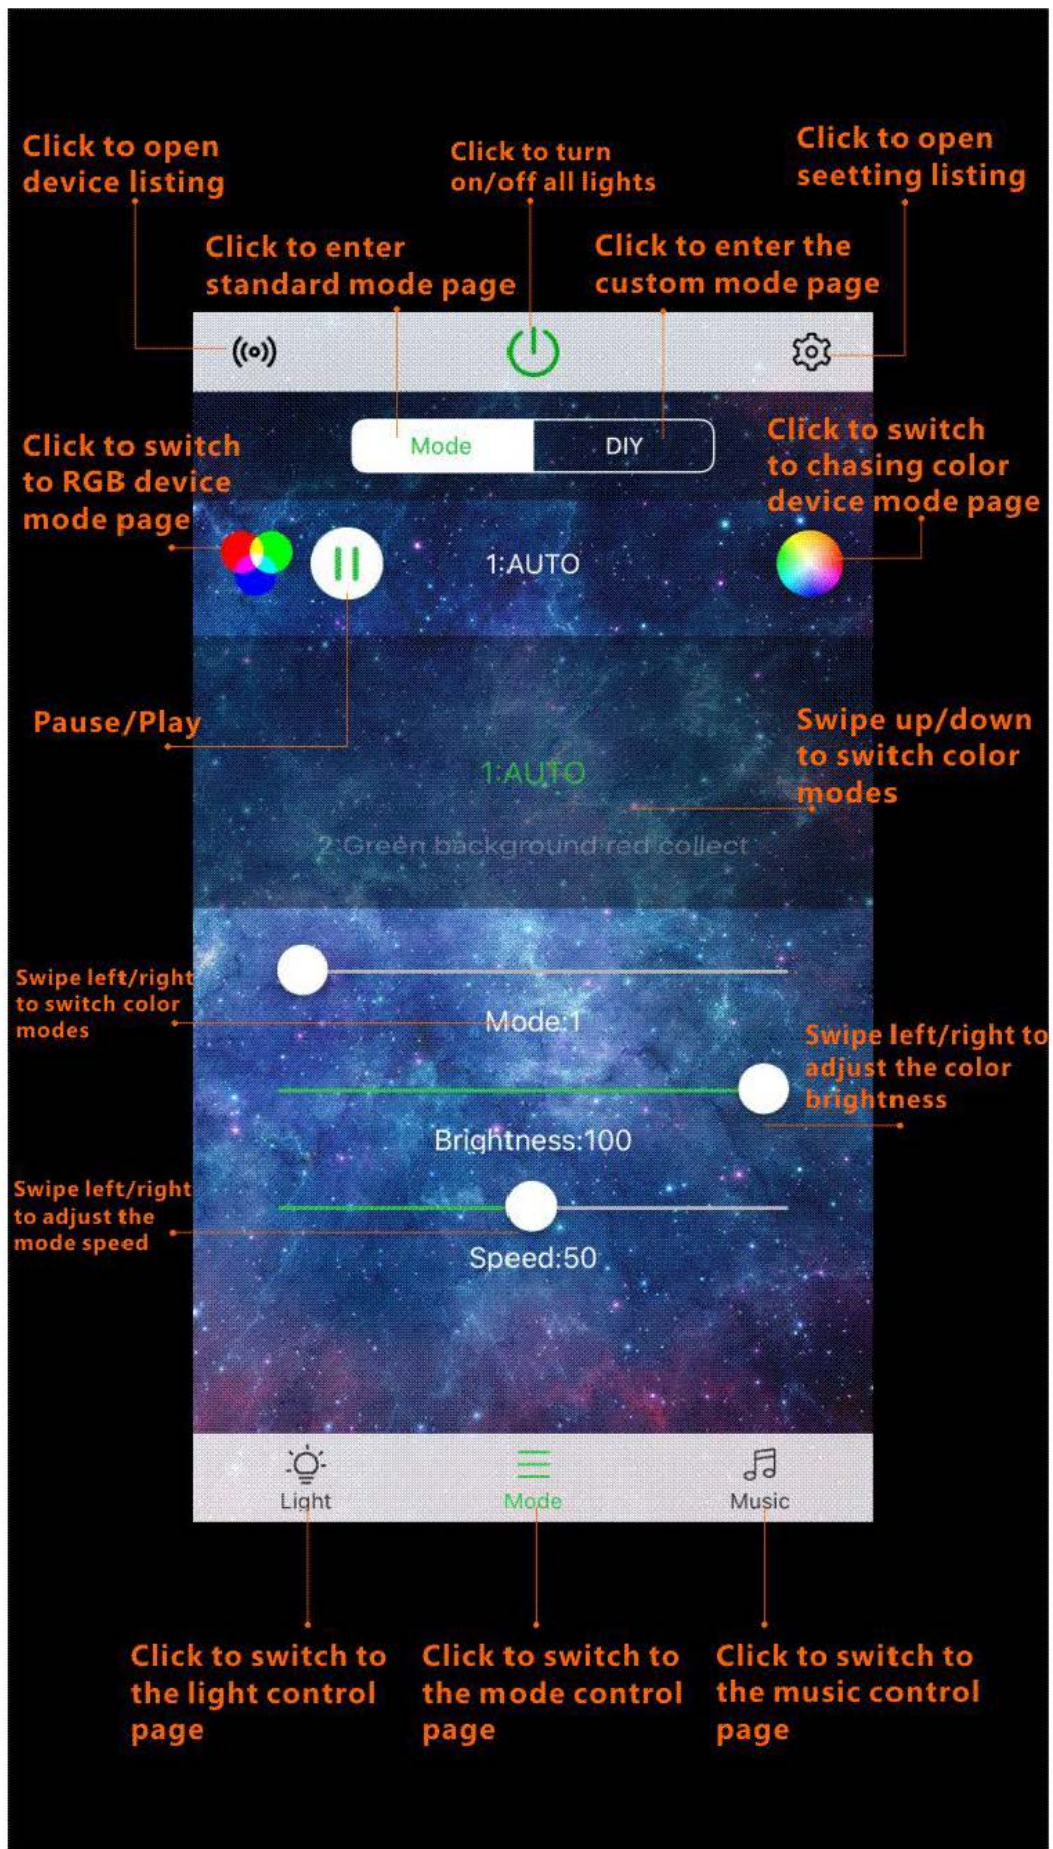 Click to open
device listing
Click to turn
on/off all lights
Click to open
seetting listing
Click to enter
standard mode page
Click to enter the
custom mode page
Mode
DIY
Click to switch
to RGB device
mode page
Click to switch
to chasing color
device mode page
1:AUTO
Pause/Play
Swipe up/down
to switch color
modes
1:AUTO
2:Green background red collect
Swipe left/right
to switch color
modes
Mode:1
Swipe left/right to
adjust the color
brightness
Brightness:100
Swipe left/right
to adjust the
mode speed
Speed:50
Light
Mode
Music
Click to switch to
the light control
page
Click to switch to
the mode control
page
Click to switch to
the music control
page